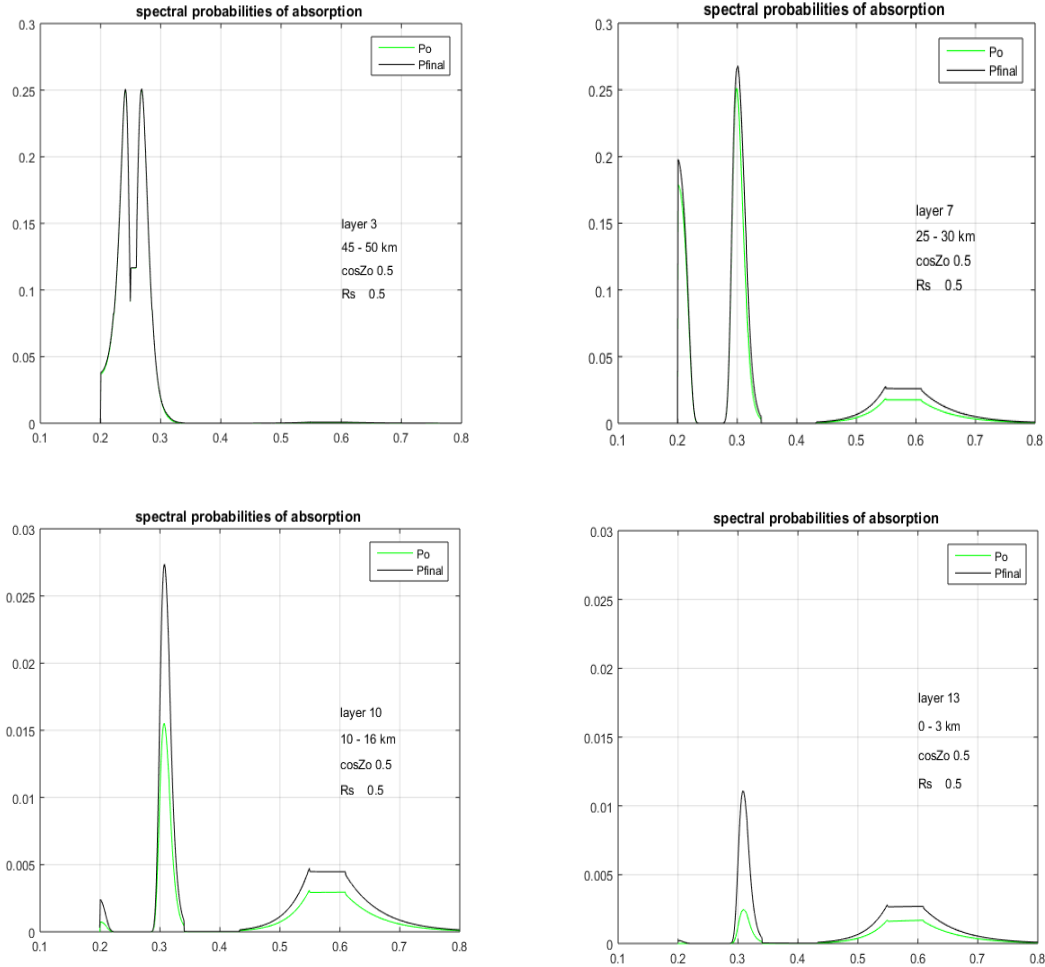 spectral probabilities of absorption
0.3
0.25
0.2
0.15
0.1
0.05
0
0.1 0.2 0.3 0.4 0.5 0.6 0.7 0.8
Po
Pfinal
layer 3
45 - 50 km
cosZo 0.5
Rs 0.5
spectral probabilities of absorption
0.3
0.25
0.2
0.15
0.1
0.05
0
0.1 0.2 0.3 0.4 0.5 0.6 0.7 0.8
Po
Pfinal
layer 7
25 - 30 km
cosZo 0.5
Rs 0.5
spectral probabilities of absorption
0.03
0.025
0.02
0.015
0.01
0.005
0
0.1 0.2 0.3 0.4 0.5 0.6 0.7 0.8
Po
Pfinal
layer 10
10 - 16 km
cosZo 0.5
Rs 0.5
spectral probabilities of absorption
0.03
0.025
0.02
0.015
0.01
0.005
0
0.1 0.2 0.3 0.4 0.5 0.6 0.7 0.8
Po
Pfinal
layer 13
0 - 3 km
cosZo 0.5
Rs 0.5